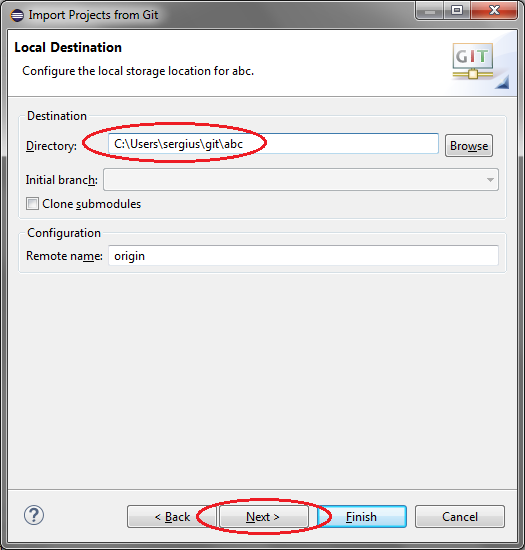 Import Projects from Git
Local Destination
Configure the local storage location for abc.
GIT
Destination
Directory: C:\Users\sergius\git\abc Browse
Initial branch:
Clone submodules
Configuration
Remote name: origin
? < Back Next > Finish Cancel